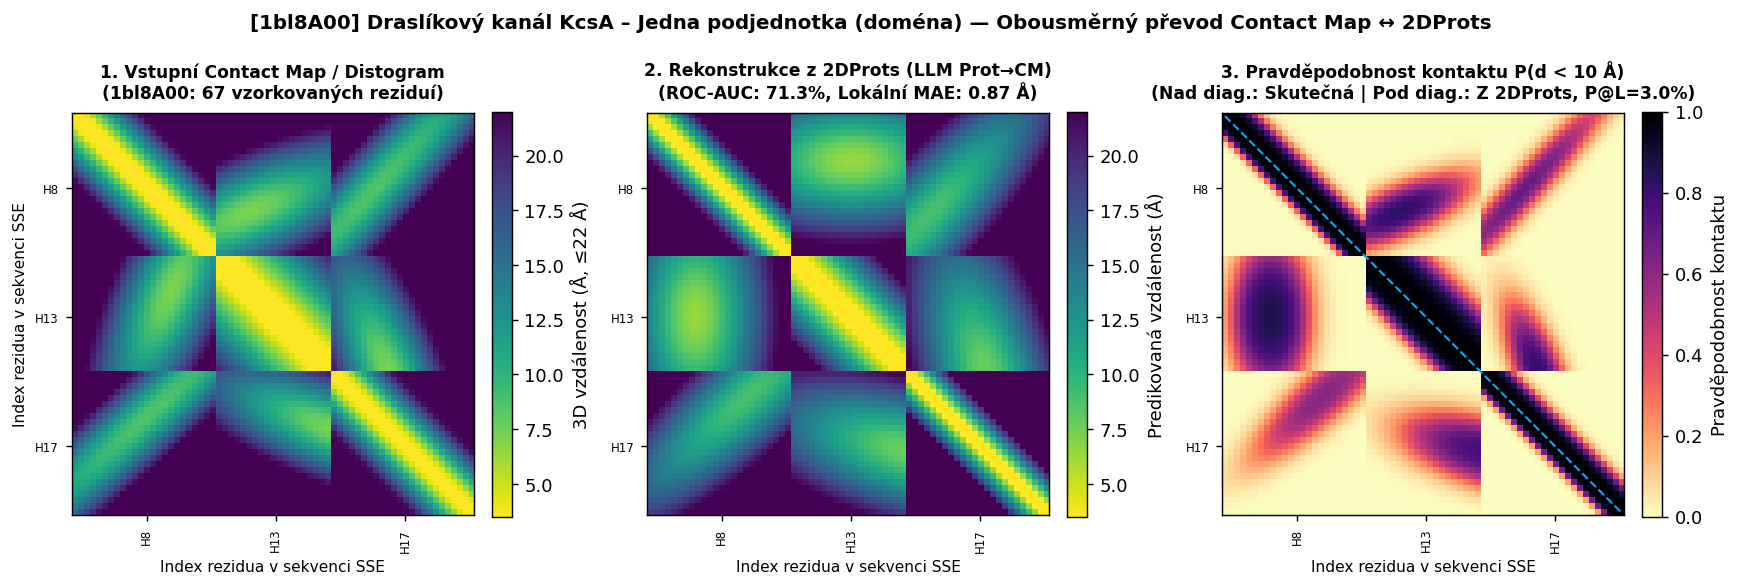 [1bl8A00] Draslíkový kanál KcsA – Jedna podjednotka (doména) — Obousměrný převod Contact Map ↔ 2DProts
1. Vstupní Contact Map / Distogram
(1bl8A00: 67 vzorkovaných reziduí)
Index rezidua v sekvenci SSE
H8
H13
H17
H8
H13
H17
Index rezidua v sekvenci SSE
20.0
17.5
15.0
12.5
10.0
7.5
5.0
3D vzdálenost (Å, ≤22 Å)
2. Rekonstrukce z 2DProts (LLM Prot→CM)
(ROC-AUC: 71.3%, Lokální MAE: 0.87 Å)
H8
H13
H17
H8
H13
H17
Index rezidua v sekvenci SSE
20.0
17.5
15.0
12.5
10.0
7.5
5.0
Predikovaná vzdálenost (Å)
3. Pravděpodobnost kontaktu P(d < 10 Å)
(Nad diag.: Skutečná | Pod diag.: Z 2DProts, P@L=3.0%)
H8
H13
H17
H8
H13
H17
Index rezidua v sekvenci SSE
1.0
0.8
0.6
0.4
0.2
0.0
Pravděpodobnost kontaktu